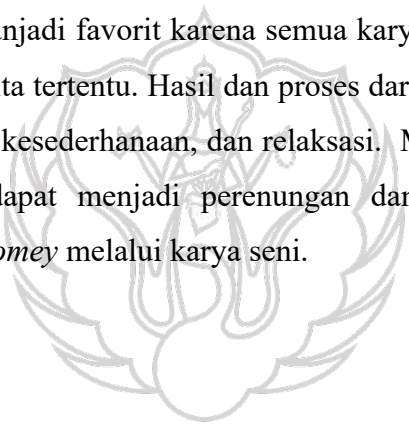 njadi favorit karena semua kary
ta tertentu. Hasil dan proses dar
kesederhanaan, dan relaksasi. M
dapat menjadi perenungan dan
omey melalui karya seni.